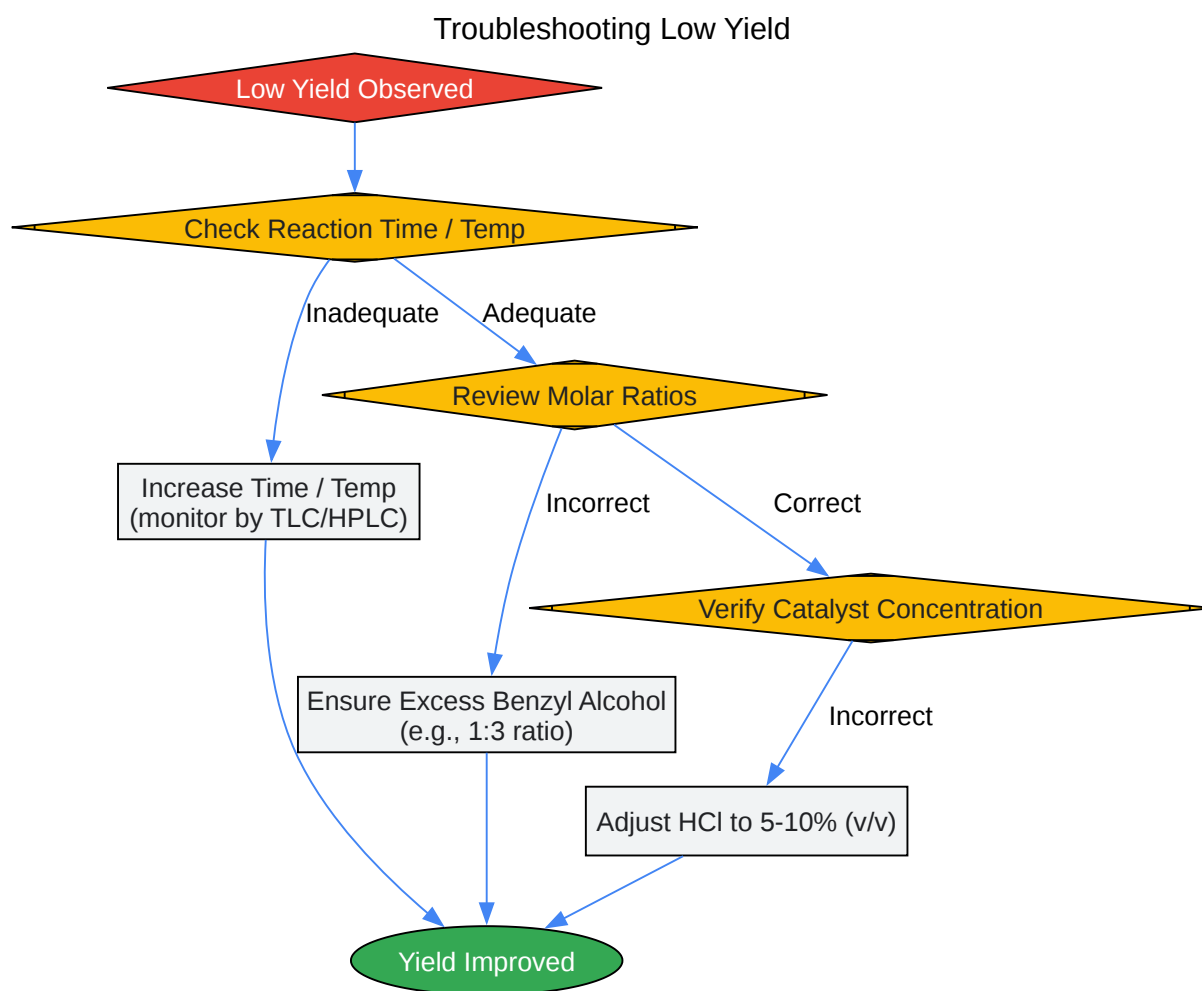 Troubleshooting Low Yield
Low Yield Observed
Check Reaction Time / Temp
Inadequate
Adequate
Review Molar Ratios
Increase Time / Temp
(monitor by TLC/HPLC)
Incorrect
Correct
Verify Catalyst Concentration
Ensure Excess Benzyl Alcohol
(e.g., 1:3 ratio)
Incorrect
Adjust HCl to 5-10% (v/v)
Yield Improved